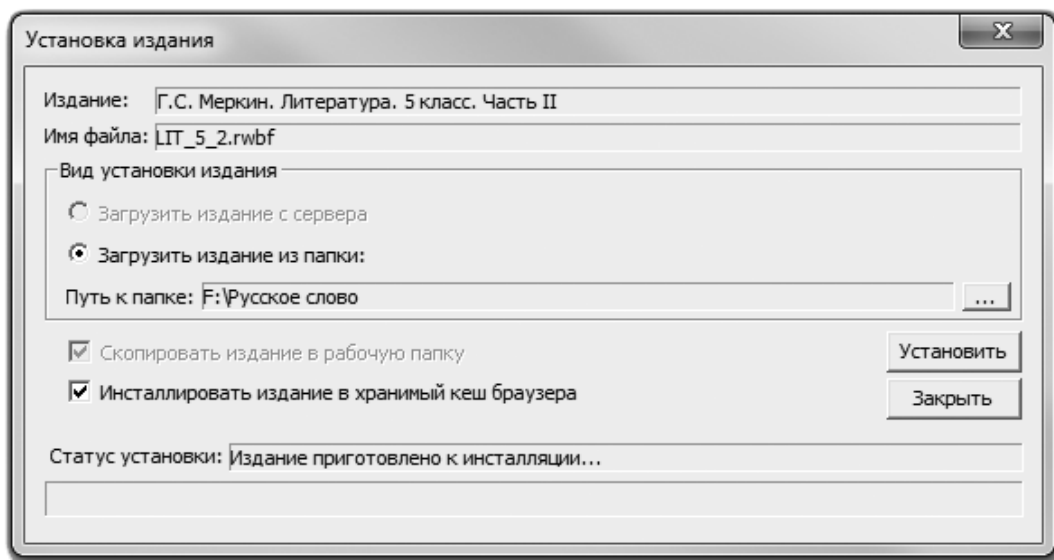 Установка издания
Издание: Г.С. Меркин. Литература. 5 класс. Часть II
Имя файла: LIT_5_2.rwbf
Вид установки издания
Загрузить издание с сервера
Загрузить издание из папки:
Путь к папке: F:\Русское слово ...
Скопировать издание в рабочую папку
Установить
Инсталлировать издание в хранимый кеш браузера
Закрыть
Статус установки: Издание приготовлено к инсталляции...